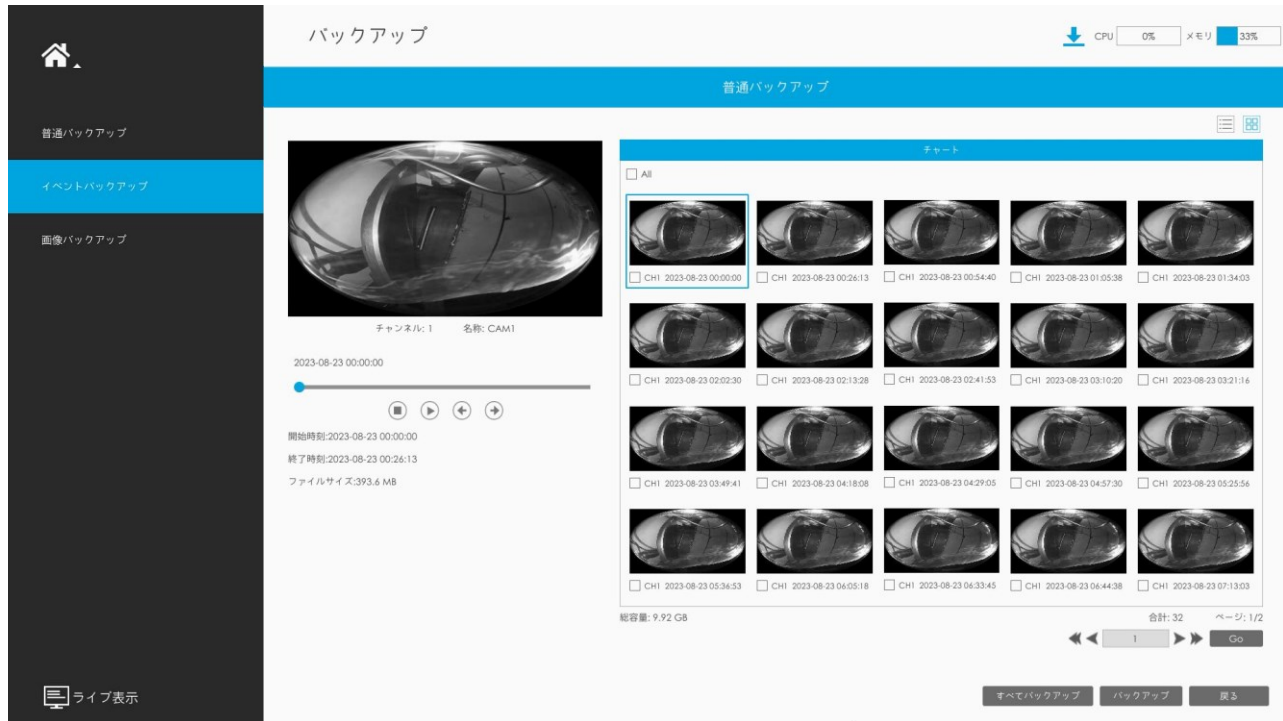 バックアップ
CPU 0% メモリ 33%
普通バックアップ
普通バックアップ
イベントバックアップ
画像バックアップ
チャンネル: 1 名称: CAM1
2023-08-23 00:00:00
開始時刻:2023-08-23 00:00:00
終了時刻:2023-08-23 00:26:13
ファイルサイズ:393.6 MB
チャート
All
CH1 2023-08-23 00:00:00 CH1 2023-08-23 00:26:13 CH1 2023-08-23 00:54:40 CH1 2023-08-23 01:05:38 CH1 2023-08-23 01:34:03
CH1 2023-08-23 02:02:30 CH1 2023-08-23 02:13:28 CH1 2023-08-23 02:41:53 CH1 2023-08-23 03:10:20 CH1 2023-08-23 03:21:16
CH1 2023-08-23 03:49:41 CH1 2023-08-23 04:18:08 CH1 2023-08-23 04:29:05 CH1 2023-08-23 04:57:30 CH1 2023-08-23 05:25:56
CH1 2023-08-23 05:36:53 CH1 2023-08-23 06:05:18 CH1 2023-08-23 06:33:45 CH1 2023-08-23 06:44:38 CH1 2023-08-23 07:13:03
総容量: 9.92 GB 合計: 32 ページ: 1/2
1 Go
ライブ表示
すべてバックアップ バックアップ 戻る